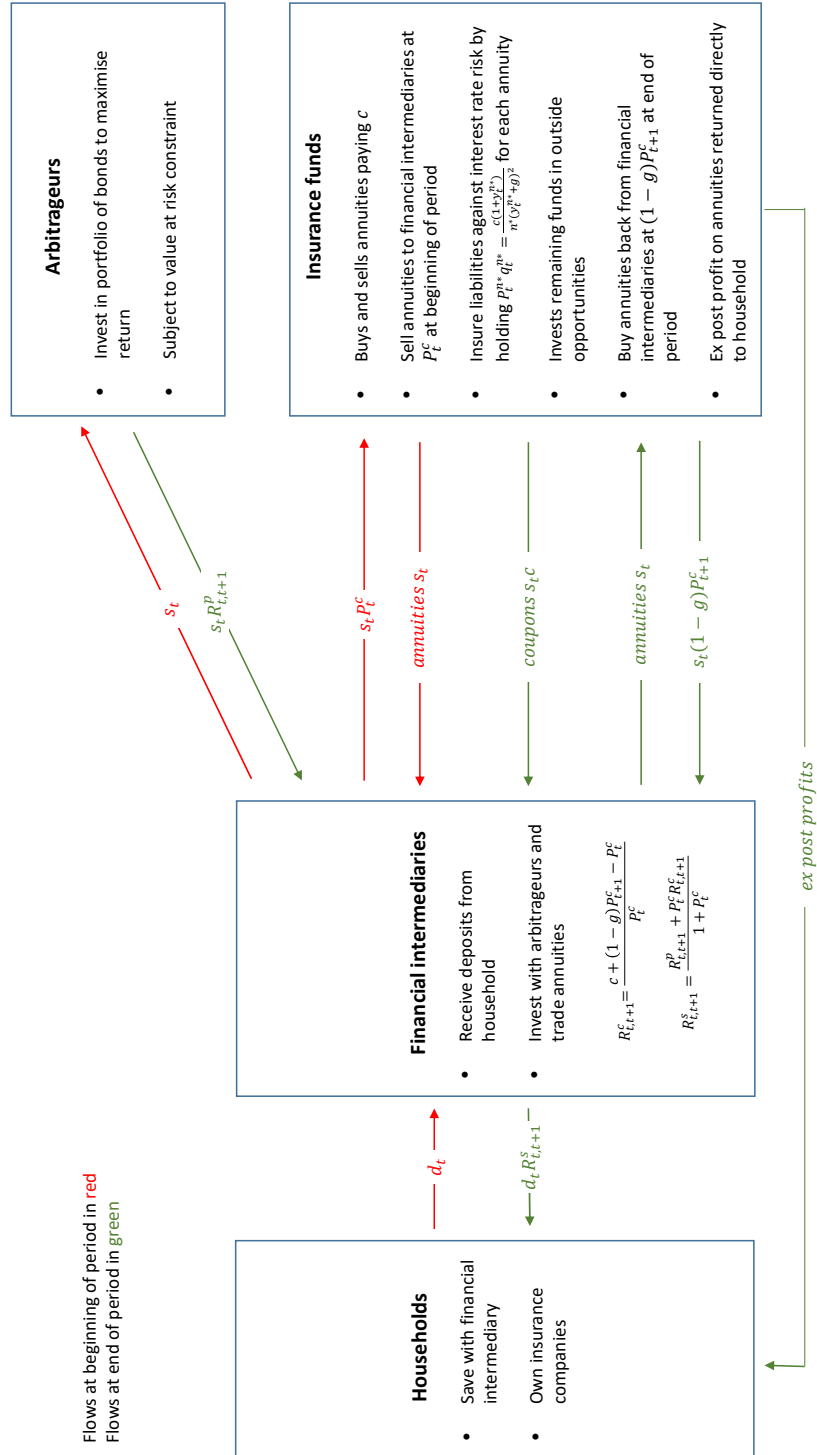 Flows at beginning of period in red
Flows at end of period in green
Households
• Save with financial
intermediary
• Own insurance
companies
d_t
d_t R^s_{t,t+1}
Financial intermediaries
• Receive deposits from
household
• Invest with arbitrageurs and
trade annuities
R^c_{t,t+1} = \frac{c + (1 − g)P^c_{t+1} − P^c_t}{P^c_t}
R^s_{t,t+1} = \frac{R^p_{t,t+1} + P^c_t R^c_{t,t+1}}{1 + P^c_t}
s_t
s_t R^p_{t,t+1}
s_t P^c_t
annuities s_t
coupons s_t c
annuities s_t
s_t(1 − g)P^c_{t+1}
ex post profits
Arbitrageurs
• Invest in portfolio of bonds to maximise
return
• Subject to value at risk constraint
Insurance funds
• Buys and sells annuities paying c
• Sell annuities to financial intermediaries at
P^c_t at beginning of period
• Insure liabilities against interest rate risk by
holding P^{n*}_t q^{n*}_t = \frac{c(1+y^{n*}_t)}{n^*(y^{n*}_t+g)^2} for each annuity
• Invests remaining funds in outside
opportunities
• Buy annuities back from financial
intermediaries at (1 − g)P^c_{t+1} at end of
period
• Ex post profit on annuities returned directly
to household